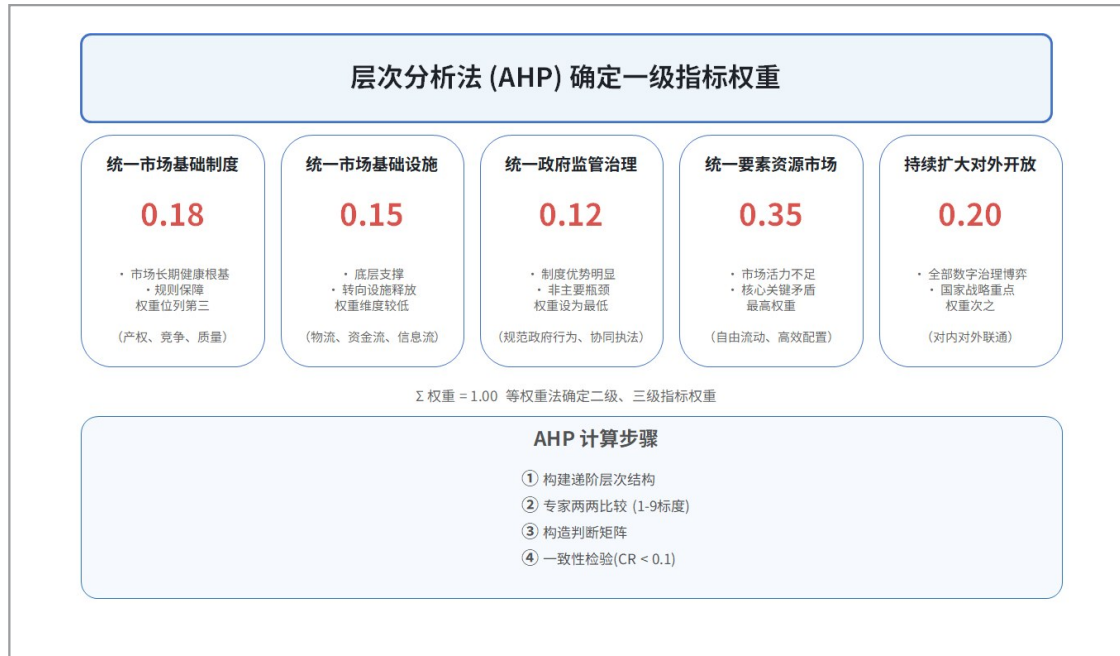 层次分析法 (AHP) 确定一级指标权重
统一市场基础制度
0.18
· 市场长期健康根基
· 规则保障
权重位列第三
（产权、竞争、质量）
统一市场基础设施
0.15
· 底层支撑
· 转向设施释放
权重维度较低
（物流、资金流、信息流）
统一政府监管治理
0.12
· 制度优势明显
· 非主要瓶颈
权重设为最低
（规范政府行为、协同执法）
统一要素资源市场
0.35
· 市场活力不足
· 核心关键矛盾
最高权重
（自由流动、高效配置）
持续扩大对外开放
0.20
· 全部数字治理博弈
· 国家战略重点
权重次之
（对内对外联通）
Σ 权重 = 1.00 等权重法确定二级、三级指标权重
AHP 计算步骤
① 构建递阶层次结构
② 专家两两比较 (1-9标度)
③ 构造判断矩阵
④ 一致性检验(CR < 0.1)